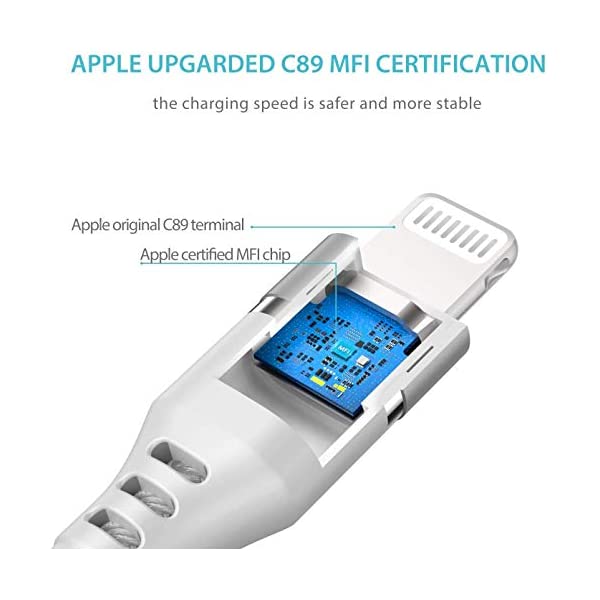 APPLE UPGARDED C89 MFI CERTIFICATION
the charging speed is safer and more stable
Apple original C89 terminal
Apple certified MFI chip
MFI